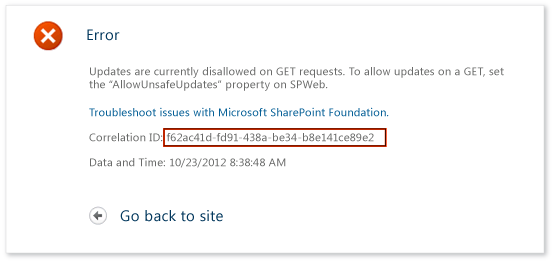 Error
Updates are currently disallowed on GET requests. To allow updates on a GET, set
the “AllowUnsafeUpdates” property on SPWeb.
Troubleshoot issues with Microsoft SharePoint Foundation.
Correlation ID: f62ac41d-fd91-438a-be34-b8e141ce89e2
Data and Time: 10/23/2012 8:38:48 AM
Go back to site